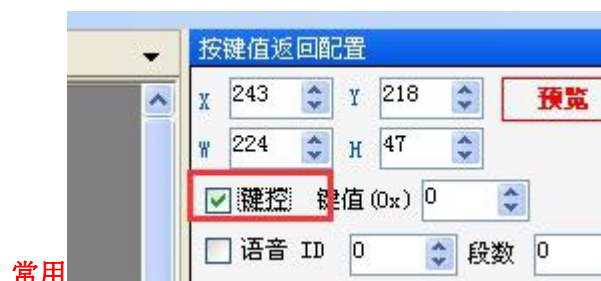 按键值返回配置
X 243 Y 218 预览
W 224 H 47
键控 键值(0x) 0
语音 ID 0 段数 0
常用